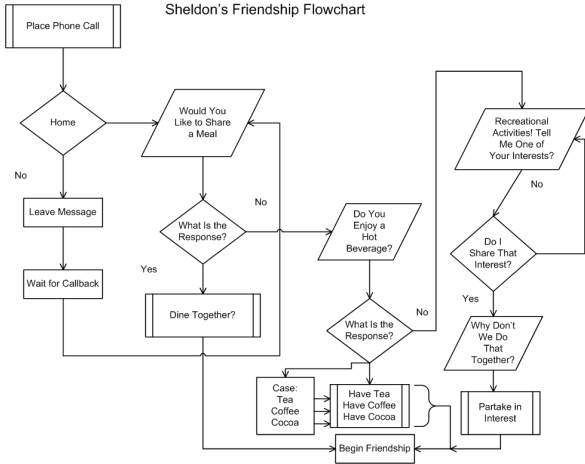 Sheldon's Friendship Flowchart
Place Phone Call
Home
No
Leave Message
Wait for Callback
Would You
Like to Share
a Meal
What Is the
Response?
No
Yes
Dine Together?
Do You
Enjoy a
Hot
Beverage?
What Is the
Response?
No
Case:
Tea
Coffee
Cocoa
Have Tea
Have Coffee
Have Cocoa
Recreational
Activities! Tell
Me One of
Your Interests?
No
Do I
Share That
Interest?
Yes
Why Don't
We Do
That
Together?
Partake in
Interest
Begin Friendship